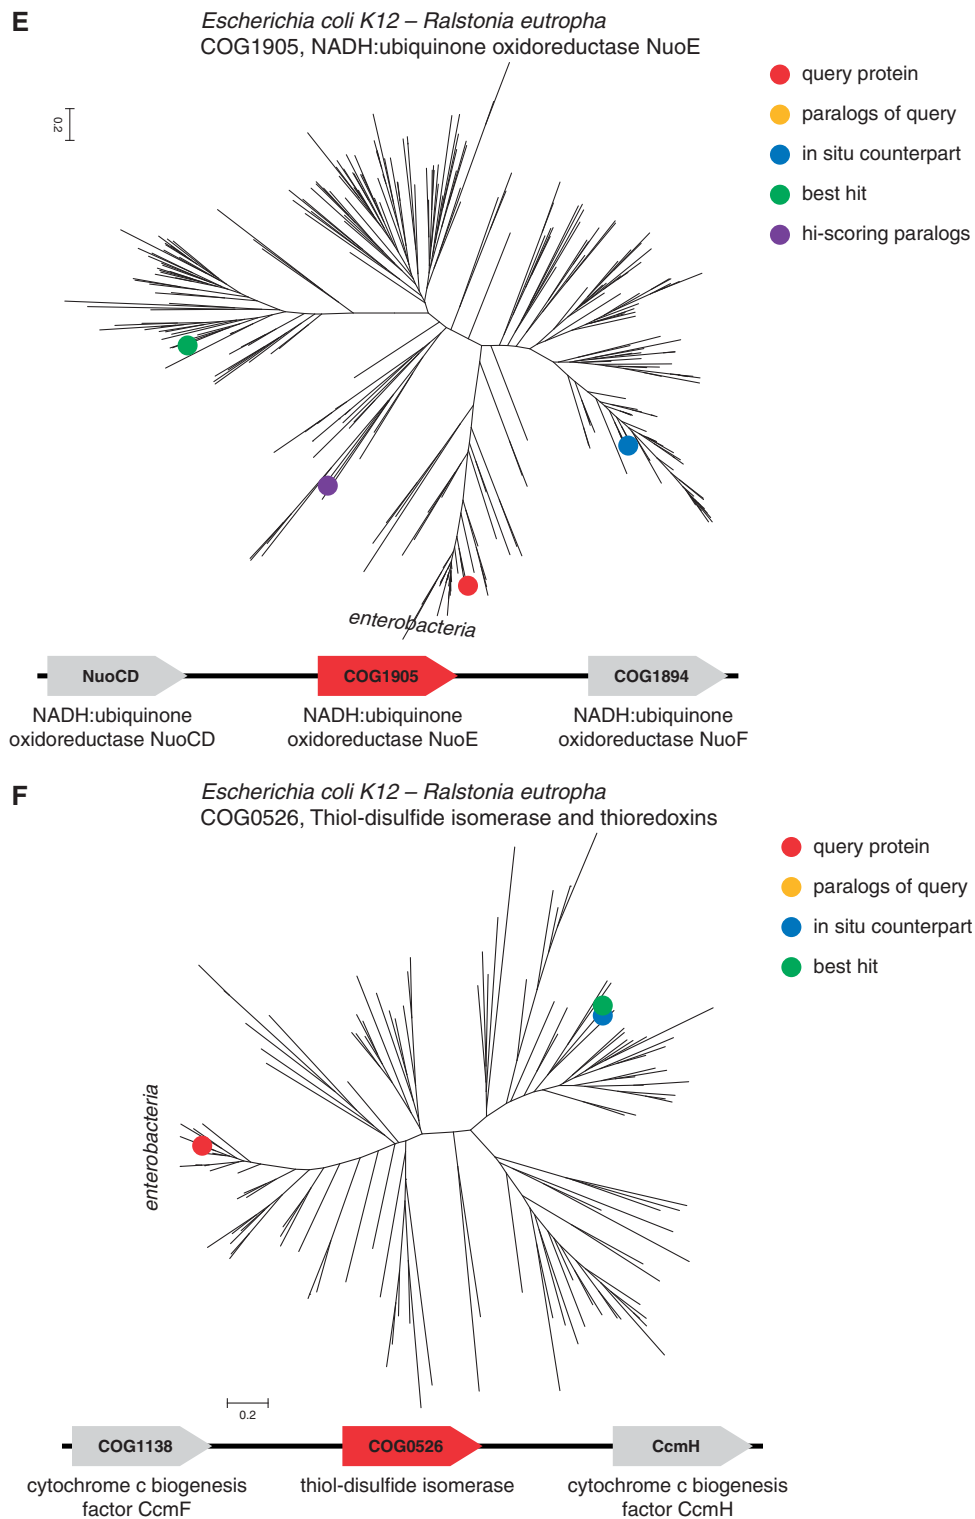 E
Escherichia coli K12 – Ralstonia eutropha
COG1905, NADH:ubiquinone oxidoreductase NuoE
query protein
paralogs of query
in situ counterpart
best hit
hi-scoring paralogs
0.2
enterobacteria
NuoCD
COG1905
COG1894
NADH:ubiquinone
oxidoreductase NuoCD
NADH:ubiquinone
oxidoreductase NuoE
NADH:ubiquinone
oxidoreductase NuoF
F
Escherichia coli K12 – Ralstonia eutropha
COG0526, Thiol-disulfide isomerase and thioredoxins
query protein
paralogs of query
in situ counterpart
best hit
enterobacteria
0.2
COG1138
COG0526
CcmH
cytochrome c biogenesis
factor CcmF
thiol-disulfide isomerase
cytochrome c biogenesis
factor CcmH